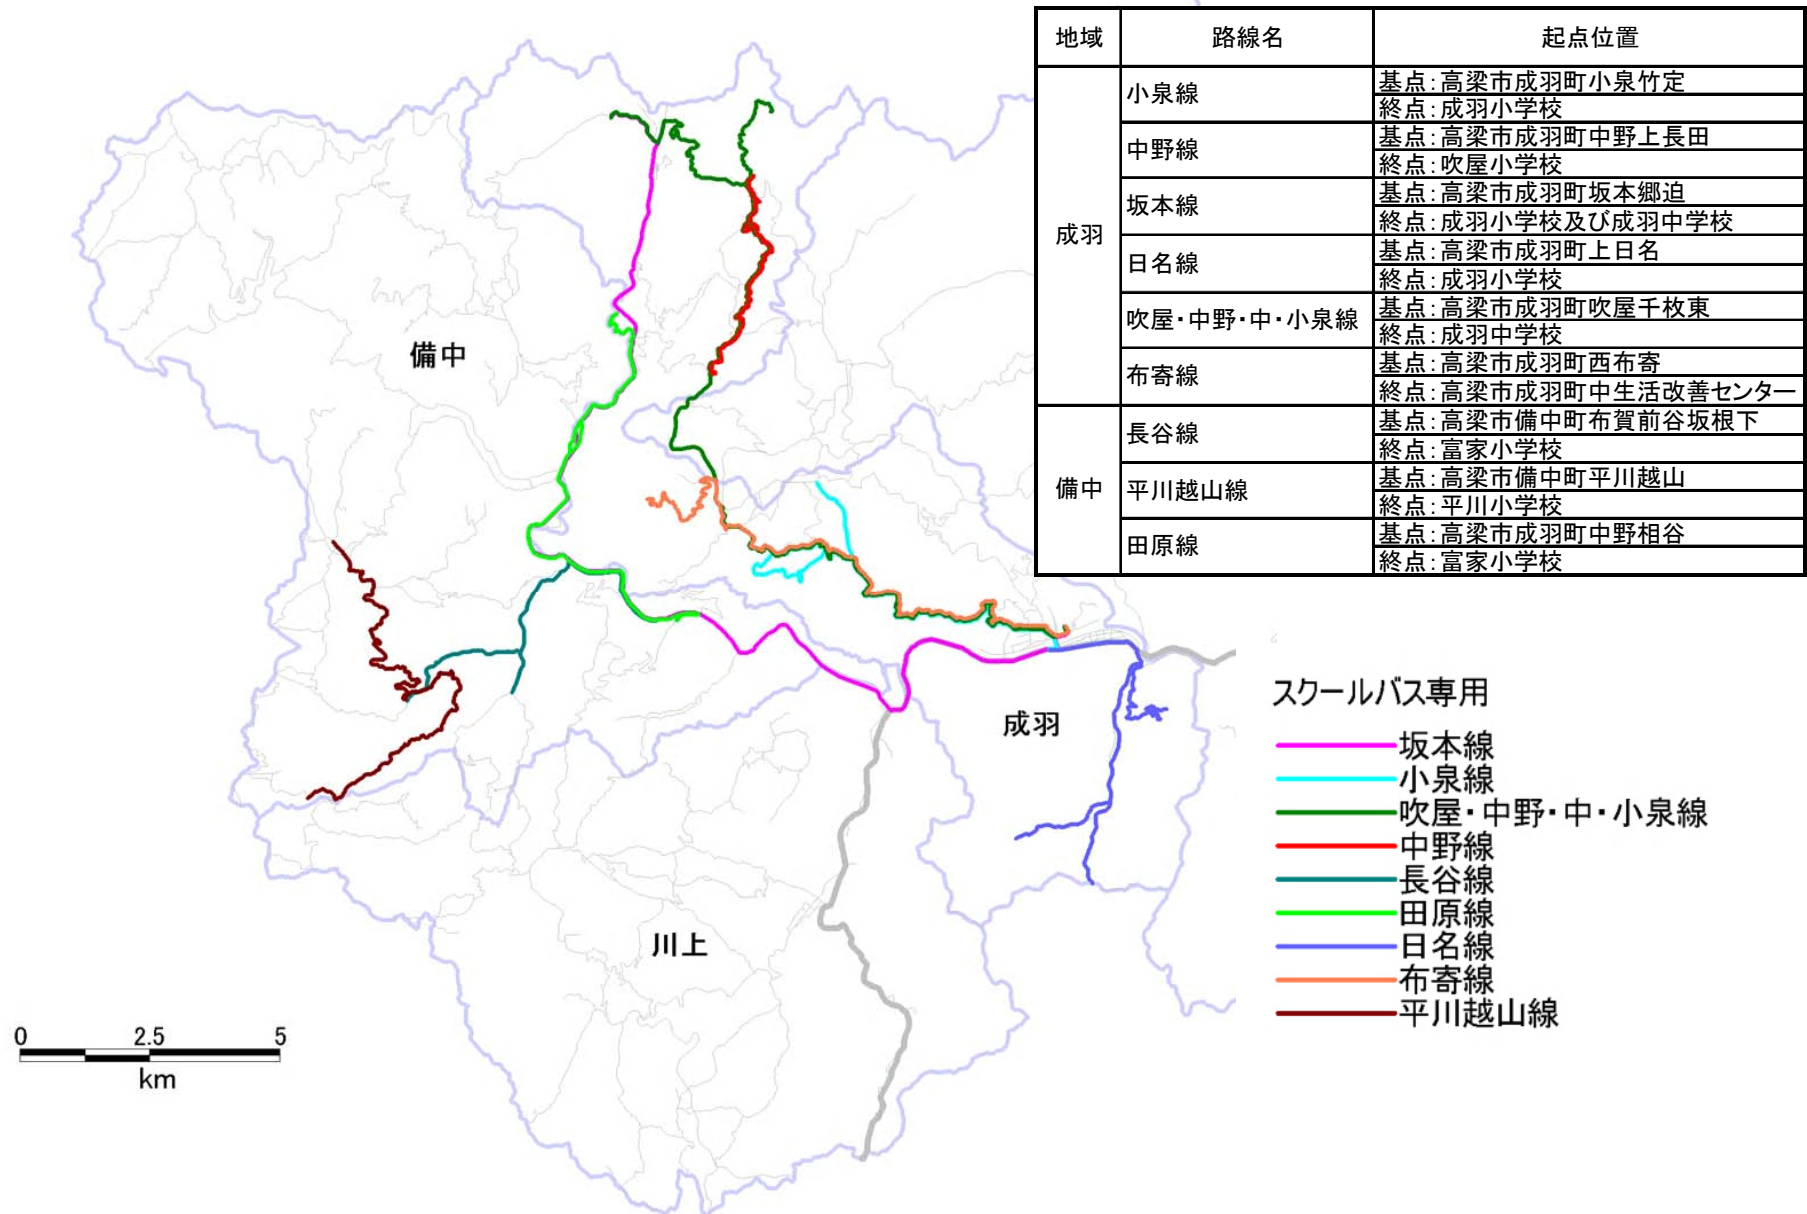 地域 路線名 起点位置
成羽 小泉線 基点：高梁市成羽町小泉竹定
終点：成羽小学校
中野線 基点：高梁市成羽町中野上長田
終点：吹屋小学校
坂本線 基点：高梁市成羽町坂本郷迫
終点：成羽小学校及び成羽中学校
日名線 基点：高梁市成羽町上日名
終点：成羽小学校
吹屋・中野・中・小泉線 基点：高梁市成羽町吹屋千枚東
終点：成羽中学校
布寄線 基点：高梁市成羽町西布寄
終点：高梁市成羽町中生活改善センター
備中 長谷線 基点：高梁市備中町布賀前谷坂根下
終点：富家小学校
平川越山線 基点：高梁市備中町平川越山
終点：平川小学校
田原線 基点：高梁市成羽町中野相谷
終点：富家小学校
備中
成羽
川上
スクールバス専用
坂本線
小泉線
吹屋・中野・中・小泉線
中野線
長谷線
田原線
日名線
布寄線
平川越山線
0 2.5 5
km